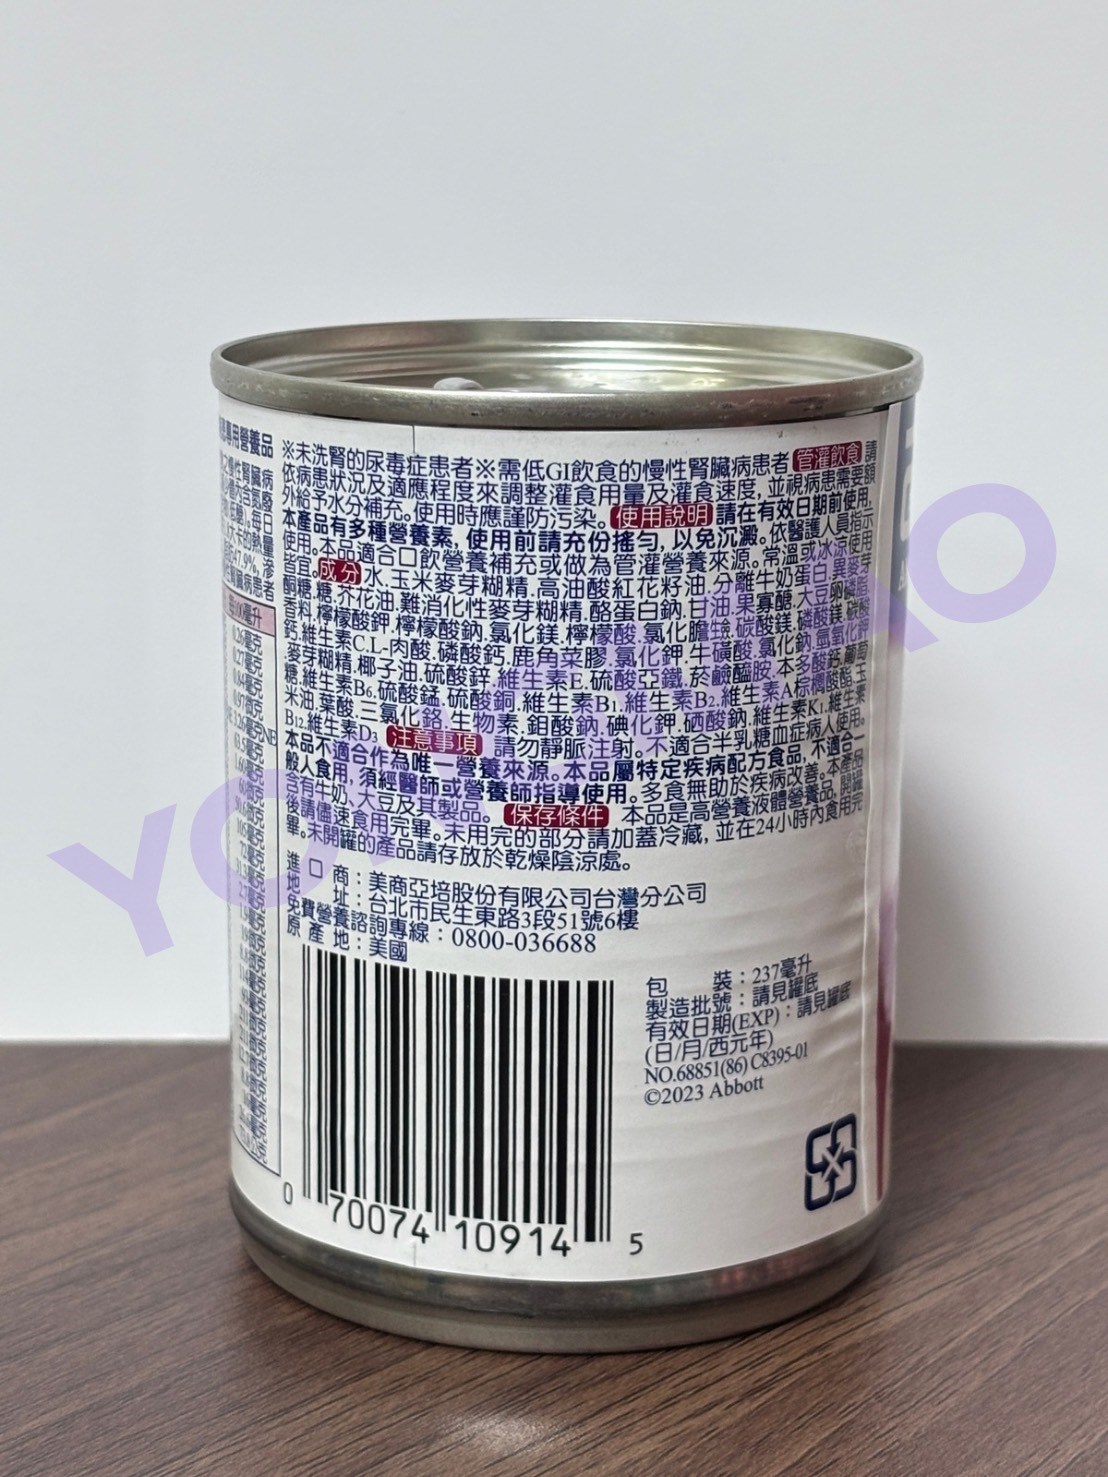 專用營養品
※未洗腎的尿毒症患者※需低GI飲食的慢性腎臟病患者 管灌飲食 請
依病患狀況及適應程度來調整灌食用量及灌食速度,並視病患需要額
外給予水分補充。使用時應謹防污染。 使用說明 請在有效日期前使用,
本產品有多種營養素,使用前請充份搖勻,以免沉澱。依醫護人員指示
使用。本品適合口飲營養補充或做為管灌營養來源。常溫或冰涼使用
皆宜。 成分 水.玉米麥芽糊精.高油酸紅花籽油.分離牛奶蛋白.異麥芽
酮糖.糖.芥花油.難消化性麥芽糊精.酪蛋白鈉.甘油.果寡醣.大豆卵磷脂.
香料.檸檬酸鉀.檸檬酸鈉.氯化鎂.檸檬酸.氯化膽鹼.碳酸鎂.磷酸鎂.碳酸
鈣.維生素C.L-肉酸.磷酸鈣.鹿角菜膠.氯化鉀.牛磺酸.氯化鈉.氫氧化鉀.
麥芽糊精.椰子油.硫酸鋅.維生素E.硫酸亞鐵.菸鹼醯胺.本多酸鈣.葡萄
糖.維生素B6.硫酸錳.硫酸銅.維生素B1.維生素B2.維生素A棕櫚酸酯.玉
米油.葉酸.三氯化鉻.生物素.鉬酸鈉.碘化鉀.硒酸鈉.維生素K1.維生素
B12.維生素D3 注意事項 請勿靜脈注射。不適合半乳糖血症病人使用。
本品不適合作為唯一營養來源。本品屬特定疾病配方食品,不適合一
般人食用,須經醫師或營養師指導使用。多食無助於疾病改善。本產品
含有牛奶、大豆及其製品。 保存條件 本品是高營養液體營養品,開罐
後請儘速食用完畢。未用完的部分請加蓋冷藏,並在24小時內食用完
畢。未開罐的產品請存放於乾燥陰涼處。
進口商:美商亞培股份有限公司台灣分公司
地址:台北市民生東路3段51號6樓
免費營養諮詢專線:0800-036688
原產地:美國
包裝:237毫升
製造批號:請見罐底
有效日期(EXP):請見罐底
(日/月/西元年)
NO.68851(86) C8395-01
©2023 Abbott
0 70074 10914 5
YONHAO